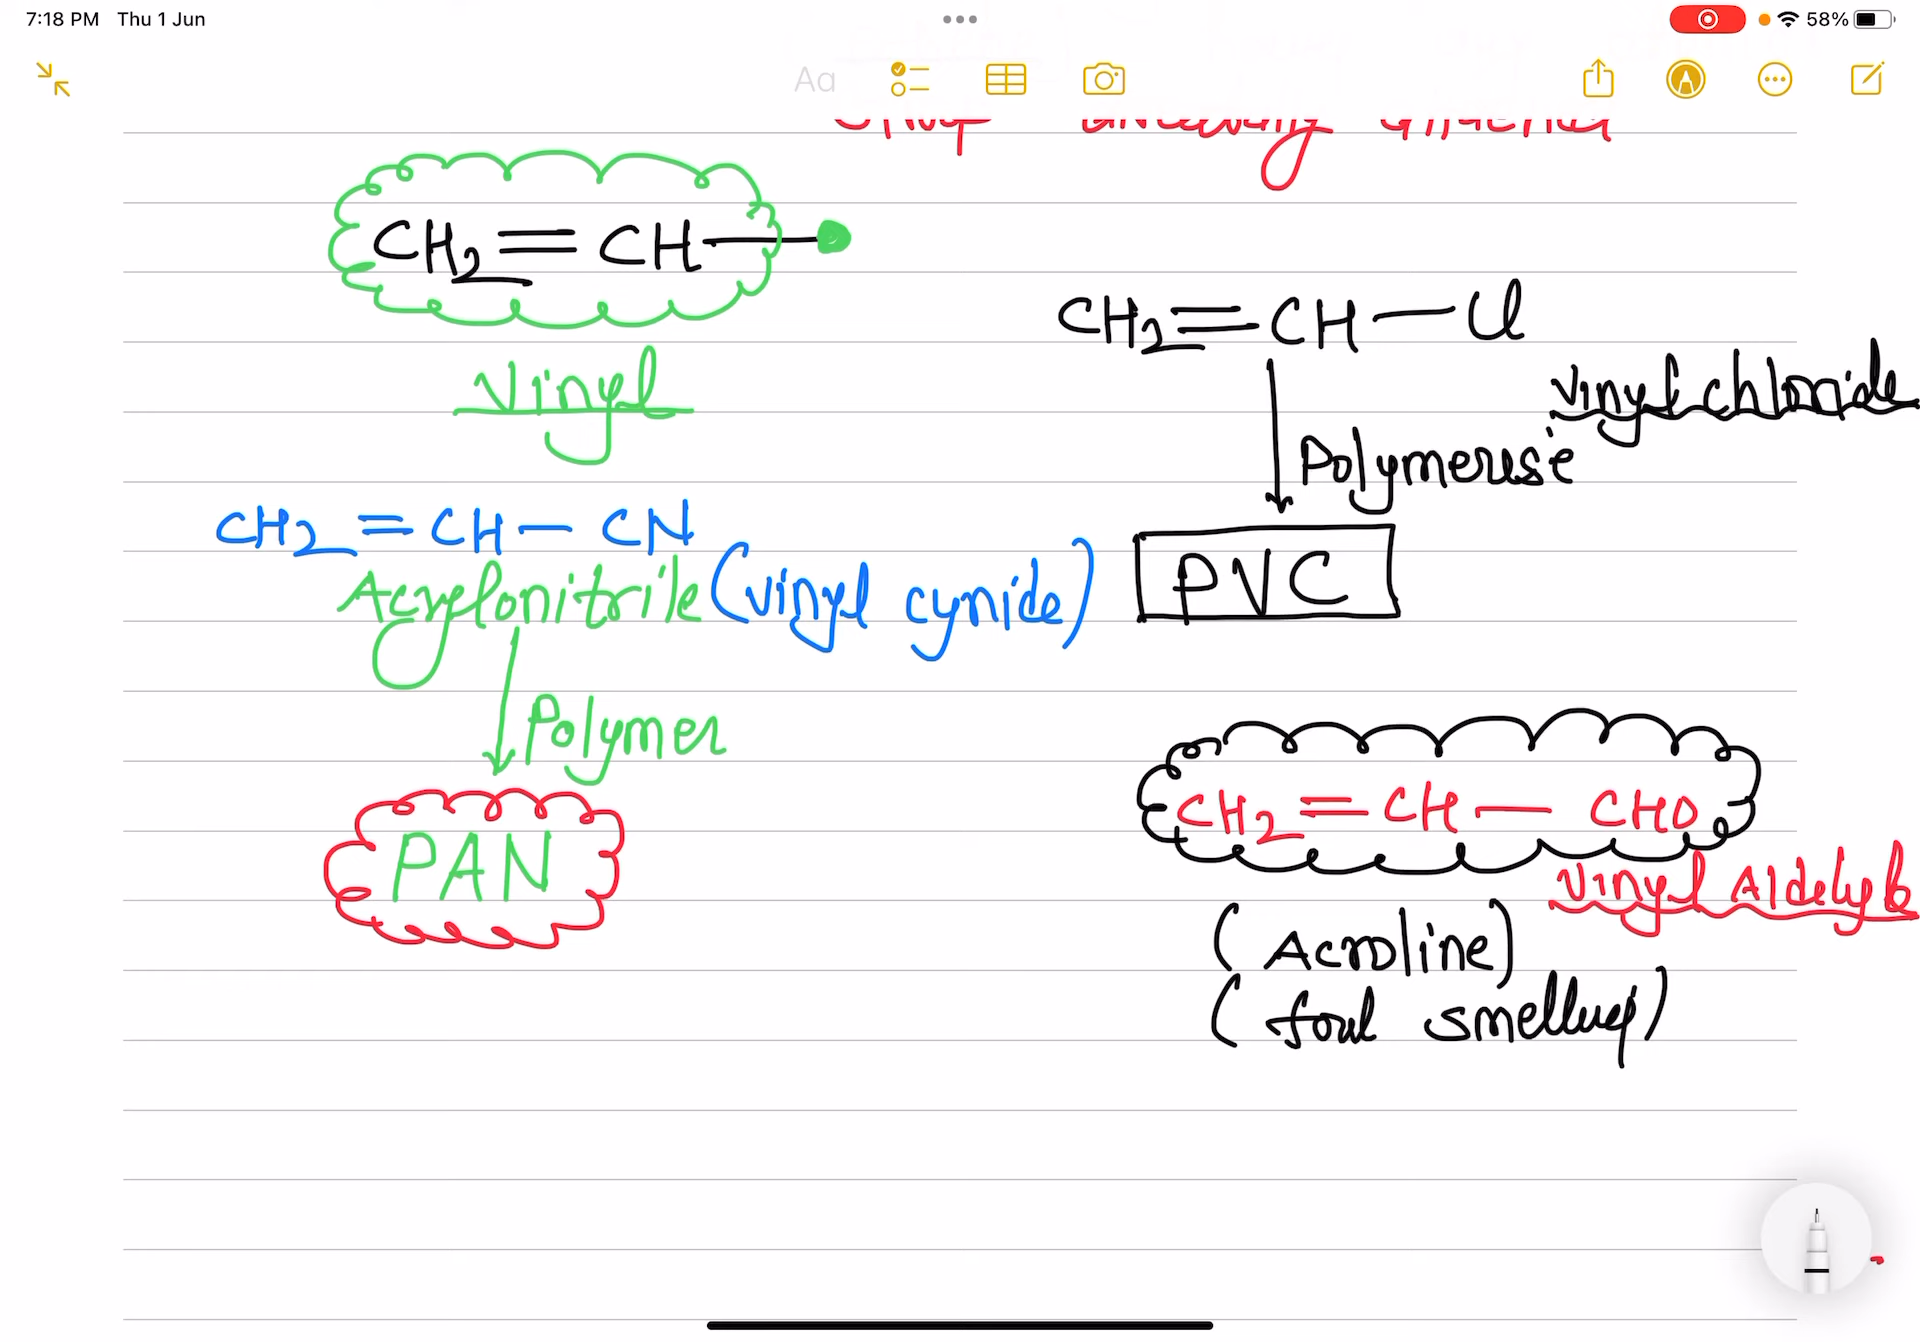 7:18 PM Thu 1 Jun
58%
Aa
CH2 = CH —
Vinyl
CH2 = CH — Cl
Vinyl chloride
Polymerise
PVC
CH2 = CH — CN
Acrylonitrile (vinyl cynide)
Polymer
PAN
CH2 = CH — CHO
Vinyl
(Acroline)
(foul smelling)